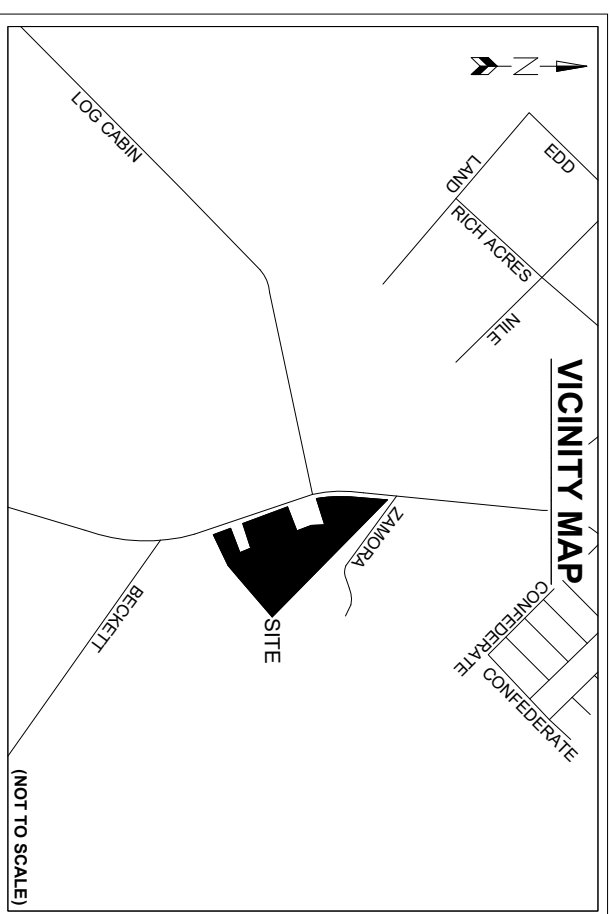 VICINITY MAP
N
EDD
LAND
RICH ACRES
NILE
CONFEDERATE
CONFEDERATE
LOG CABIN
ZAMORA
SITE
BECKETT
(NOT TO SCALE)